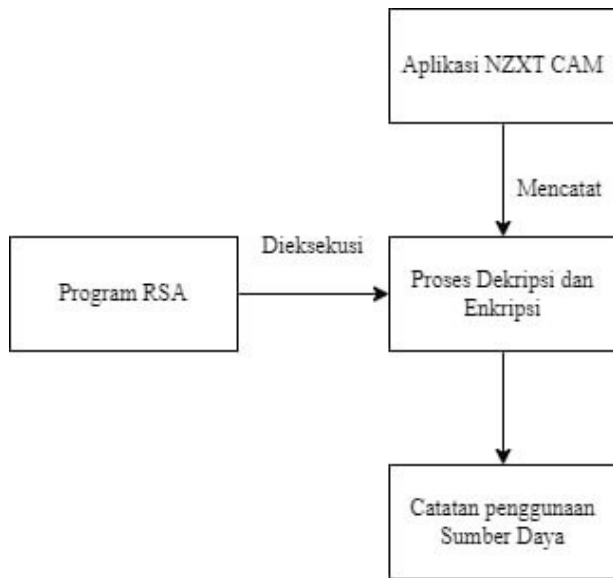 Aplikasi NZXT CAM
Mencatat
Dieksekusi
Program RSA
Proses Dekripsi dan
Enkripsi
Catatan penggunaan
Sumber Daya